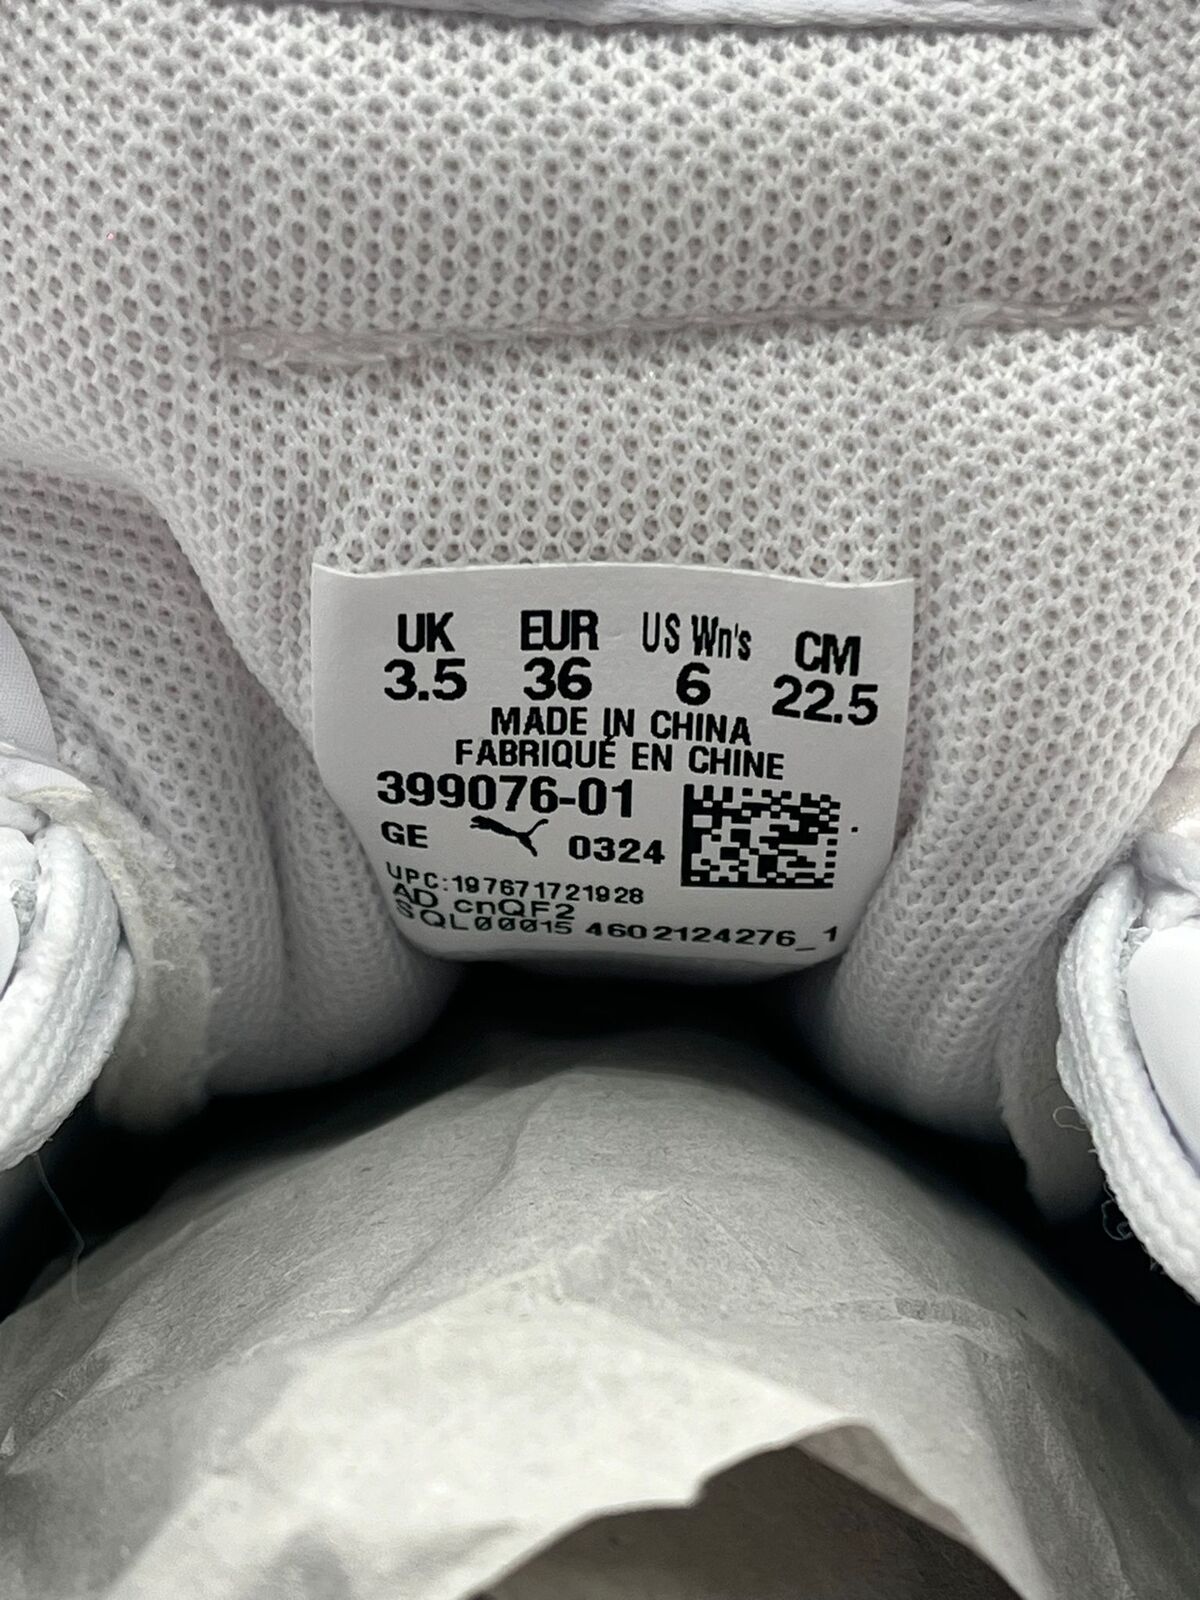 UK EUR US Wn's CM
3.5 36 6 22.5
MADE IN CHINA
FABRIQUÉ EN CHINE
399076-01
GE 0324
UPC:197671721928
AD cnQF2
SQL00015 4602124276_1